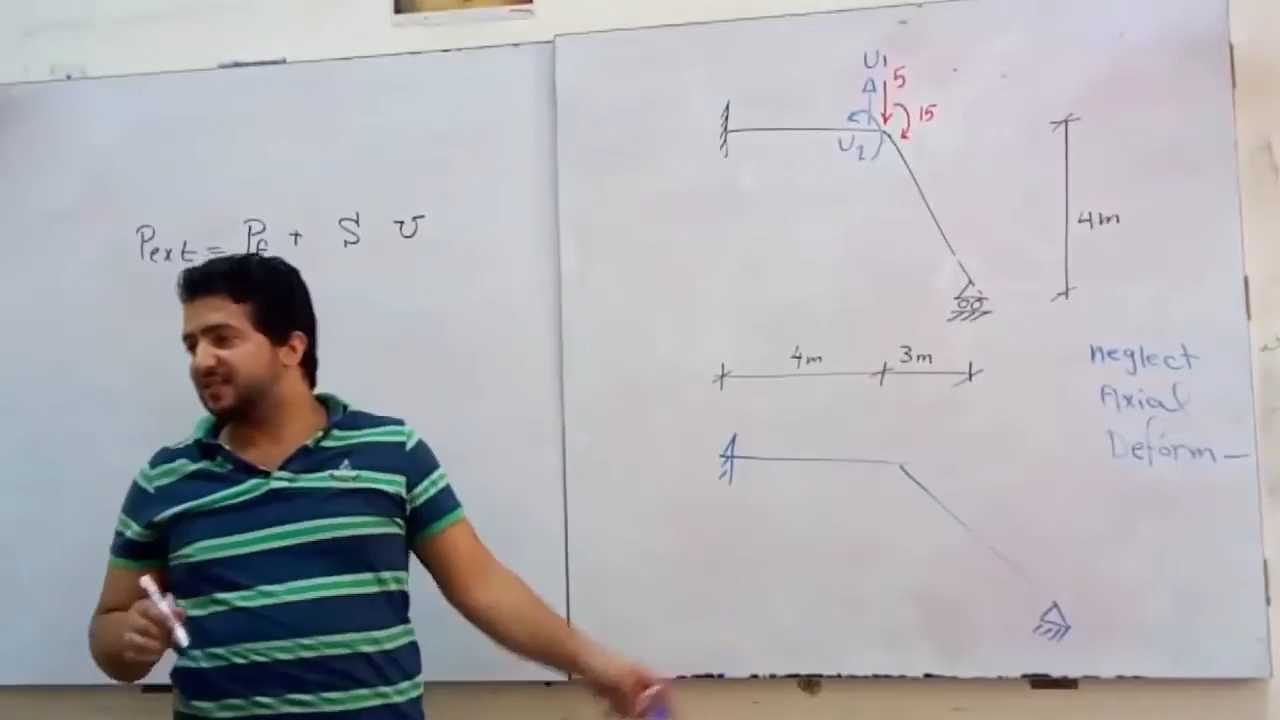 Pext = Pf + S U
U1
5
15
U2
4m
4m
3m
neglect
Axial
Deform